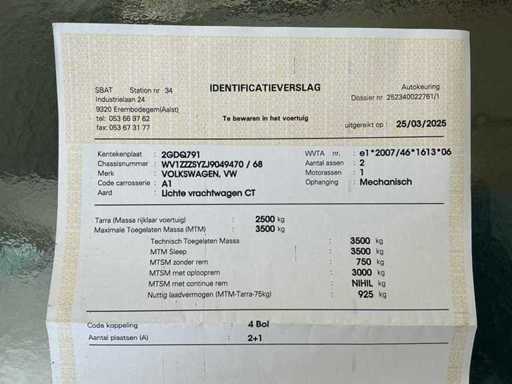 SBAT Station nr 34
IDENTIFICATIEVERSLAG
Autokeuring
Industrielaan 24
Dossier nr 252340022761/1
9320 Erembodegem(Aalst)
tel: 053 66 97 62
Te bewaren in het voertuig
fax: 053 67 31 77
uitgereikt op : 25/03/2025
Kentekenplaat : 2GDQ791 WVTA nr. : e1*2007/46*1613*06
Chassisnummer : WV1ZZZSYZJ9049470 / 68 Aantal assen : 2
Merk : VOLKSWAGEN, VW Motorassen : 1
Code carrosserie : A1 Ophanging : Mechanisch
Aard : Lichte vrachtwagen CT
Tarra (Massa rijklaar voertuig) : 2500 kg
Maximale Toegelaten Massa (MTM) : 3500 kg
Technisch Toegelaten Massa : 3500 kg
MTM Sleep : 3500 kg
MTSM zonder rem : 750 kg
MTSM met oplooprem : 3000 kg
MTSM met continue rem : NIHIL kg
Nuttig laadvermogen (MTM-Tarra-75kg) : 925 kg
Code koppeling : 4 Bol
Aantal plaatsen (A) : 2+1